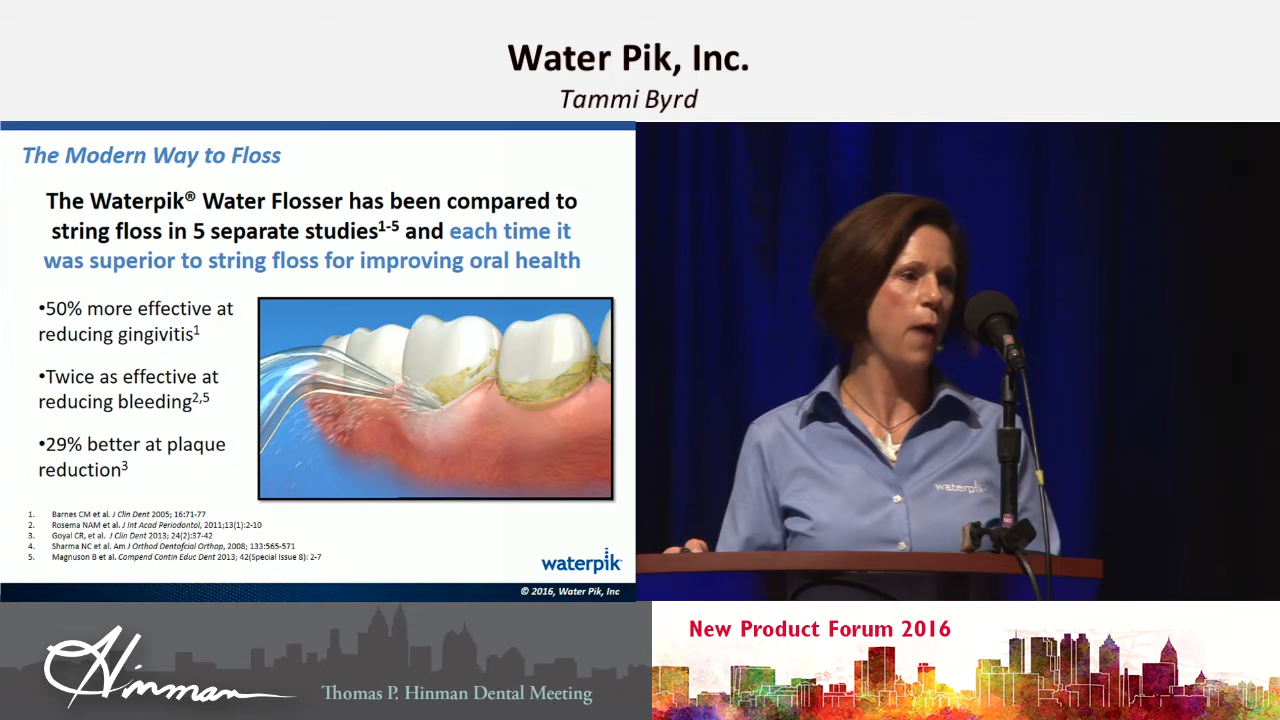 Water Pik, Inc.
Tammi Byrd
The Modern Way to Floss
The Waterpik® Water Flosser has been compared to
string floss in 5 separate studies1-5 and each time it
was superior to string floss for improving oral health
•50% more effective at
reducing gingivitis1
•Twice as effective at
reducing bleeding2,5
•29% better at plaque
reduction3
1. Barnes CM et al. J Clin Dent 2005; 16:71-77
2. Rosema NAM et al. J Int Acad Periodontol, 2011;13(1):2-10
3. Goyal CR, et al. J Clin Dent 2013; 24(2):37-42
4. Sharma NC et al. Am J Orthod Dentofcial Orthop, 2008; 133:565-571
5. Magnuson B et al. Compend Contin Educ Dent 2013; 42(Special Issue 8): 2-7
waterpik
© 2016, Water Pik, Inc
waterpik
Hinman
Thomas P. Hinman Dental Meeting
New Product Forum 2016